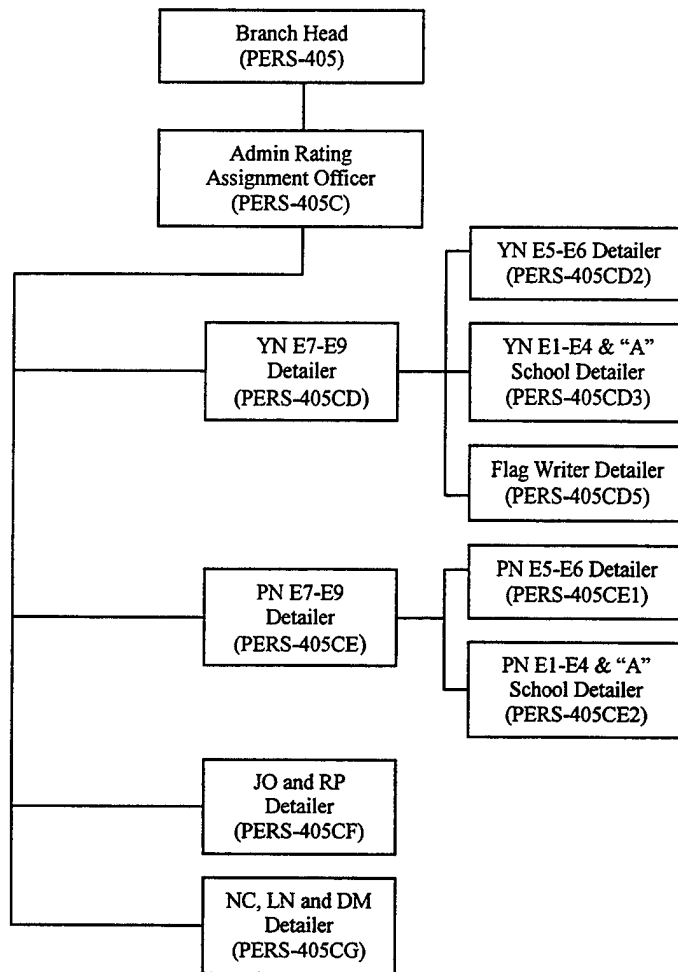 Branch Head
(PERS-405)
Admin Rating
Assignment Officer
(PERS-405C)
YN E5-E6 Detailer
(PERS-405CD2)
YN E7-E9
Detailer
(PERS-405CD)
YN E1-E4 & “A”
School Detailer
(PERS-405CD3)
Flag Writer Detailer
(PERS-405CD5)
PN E7-E9
Detailer
(PERS-405CE)
PN E5-E6 Detailer
(PERS-405CE1)
PN E1-E4 & “A”
School Detailer
(PERS-405CE2)
JO and RP
Detailer
(PERS-405CF)
NC, LN and DM
Detailer
(PERS-405CG)